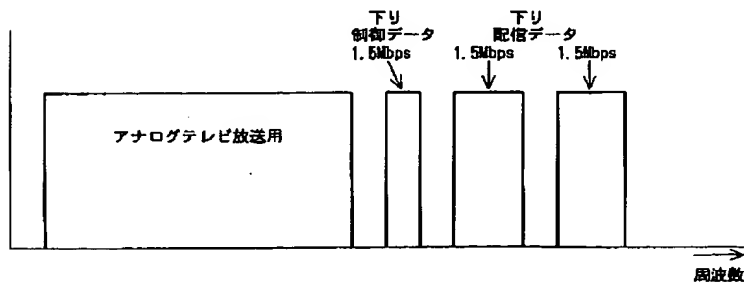 下り
制御データ
1.5Mbps
下り
配信データ
1.5Mbps
1.5Mbps
アナログテレビ放送用
周波数